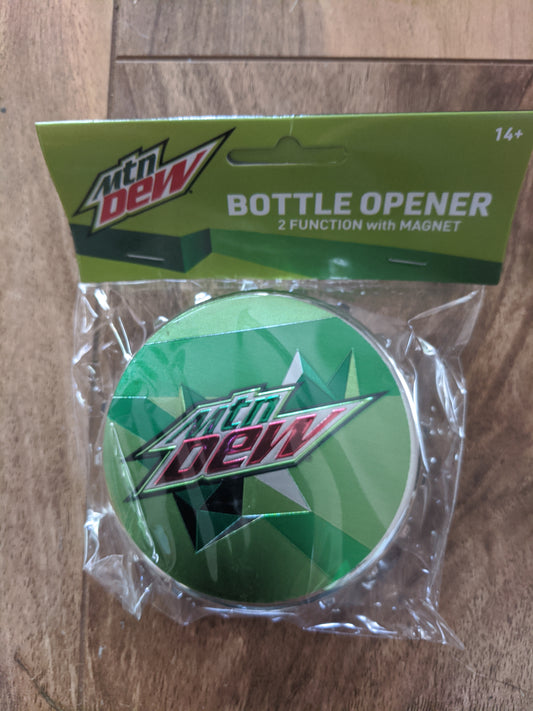 14+
Mtn
DEW
BOTTLE OPENER
2 FUNCTION with MAGNET
Mtn
DEW